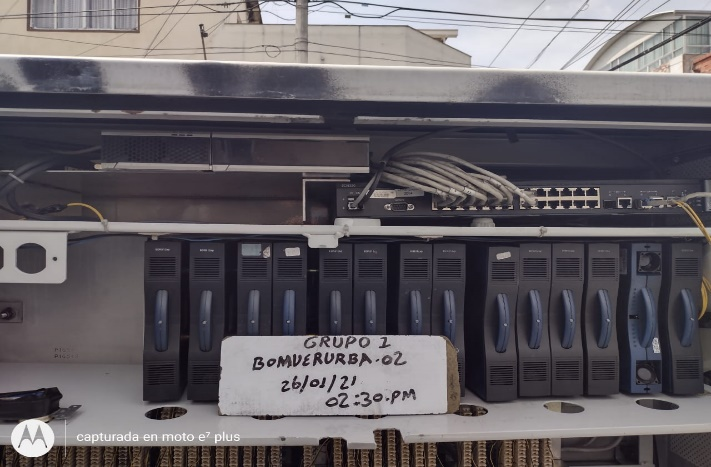 GRUPO 1
BOMVERURBA-02
26/01/21
02:30.PM
capturada en moto e⁷ plus